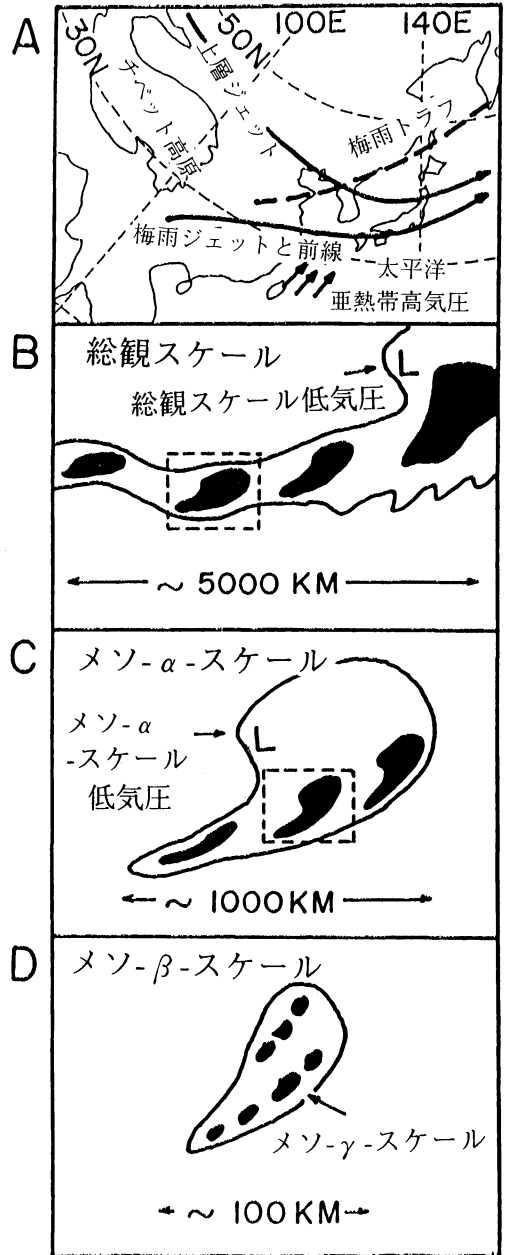 A
30N
50N
100E
140E
上層ジェット
チベット高原
梅雨トラフ
梅雨ジェットと前線
太平洋
亜熱帯高気圧
B
総観スケール
L
総観スケール低気圧
~ 5000 KM
C
メソ-α-スケール
メソ-α
-スケール
低気圧
L
~ 1000KM
D
メソ-β-スケール
メソ-γ-スケール
~ 100KM